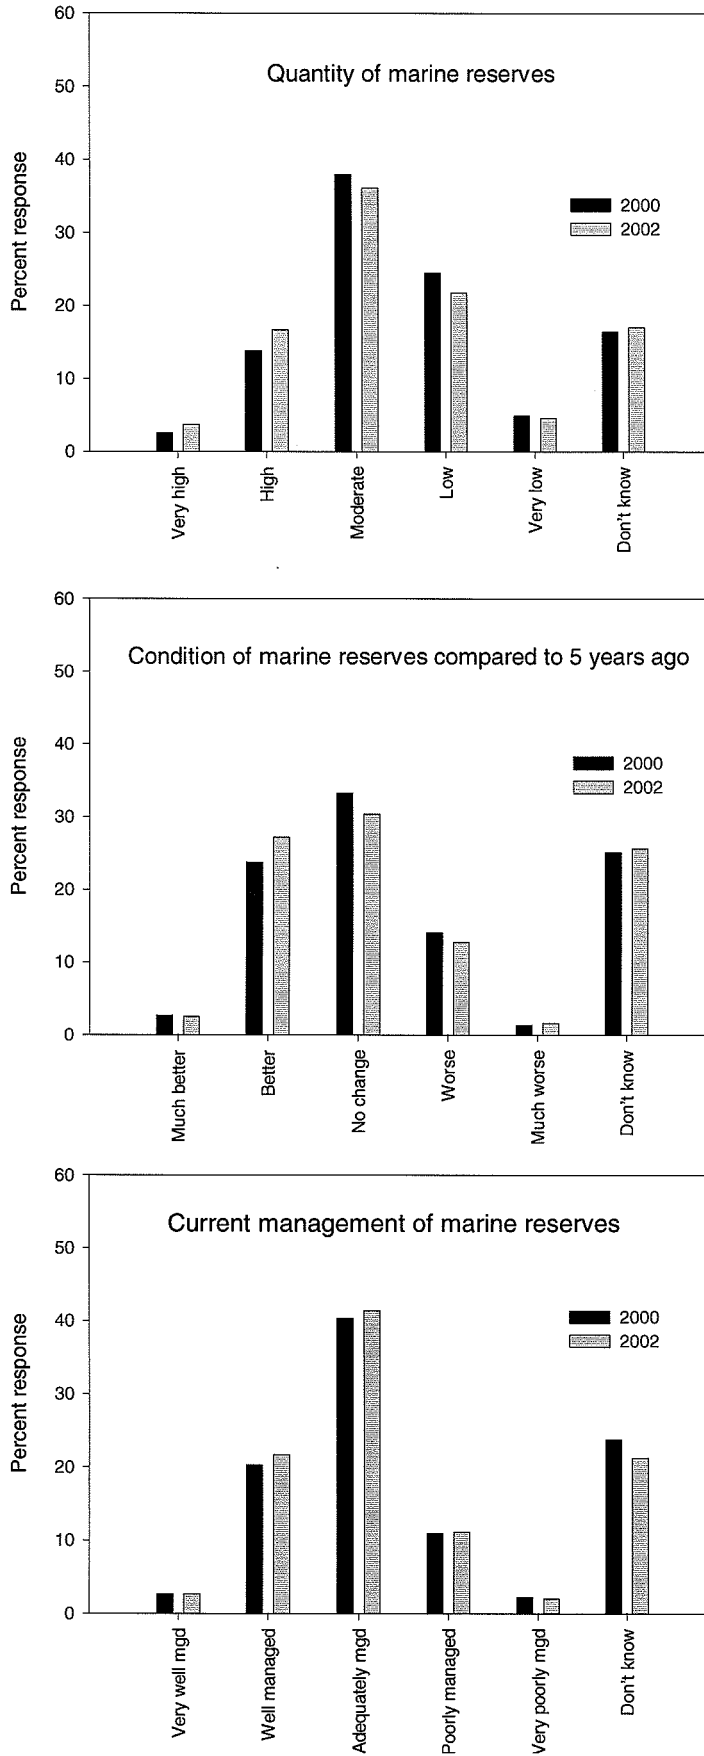 60
Quantity of marine reserves
50
40
30
20
10
0
Percent response
2000
2002
Very high
High
Moderate
Low
Very low
Don't know
60
Condition of marine reserves compared to 5 years ago
50
40
30
20
10
0
Percent response
2000
2002
Much better
Better
No change
Worse
Much worse
Don't know
60
Current management of marine reserves
50
40
30
20
10
0
Percent response
2000
2002
Very well mgd
Well managed
Adequately mgd
Poorly managed
Very poorly mgd
Don't know